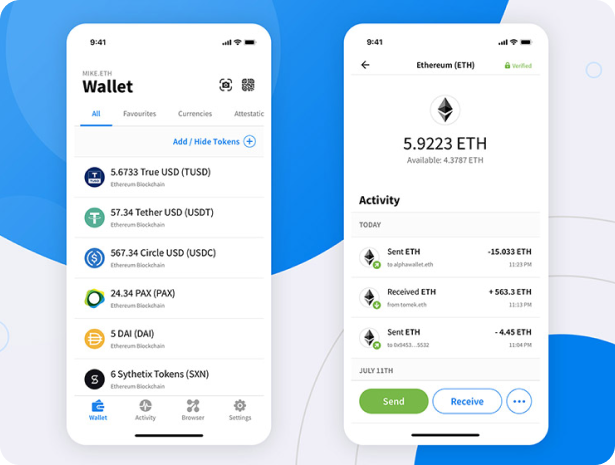 9:41
MIKE.ETH
Wallet
All Favourites Currencies Attestatic
Add / Hide Tokens
5.6733 True USD (TUSD)
Ethereum Blockchain
57.34 Tether USD (USDT)
Ethereum Blockchain
567.34 Circle USD (USDC)
Ethereum Blockchain
24.34 PAX (PAX)
Ethereum Blockchain
5 DAI (DAI)
Ethereum Blockchain
6 Sythetix Tokens (SXN)
Ethereum Blockchain
Wallet Activity Browser Settings
9:41
Ethereum (ETH) Verified
5.9223 ETH
Available: 4.3787 ETH
Activity
TODAY
Sent ETH -15.033 ETH
to alphawallet.eth 11:23 PM
Received ETH + 563.3 ETH
from tomek.eth 11:13 PM
Sent ETH - 4.45 ETH
to 0x0453...5532 11:04 PM
JULY 11TH
Send Receive